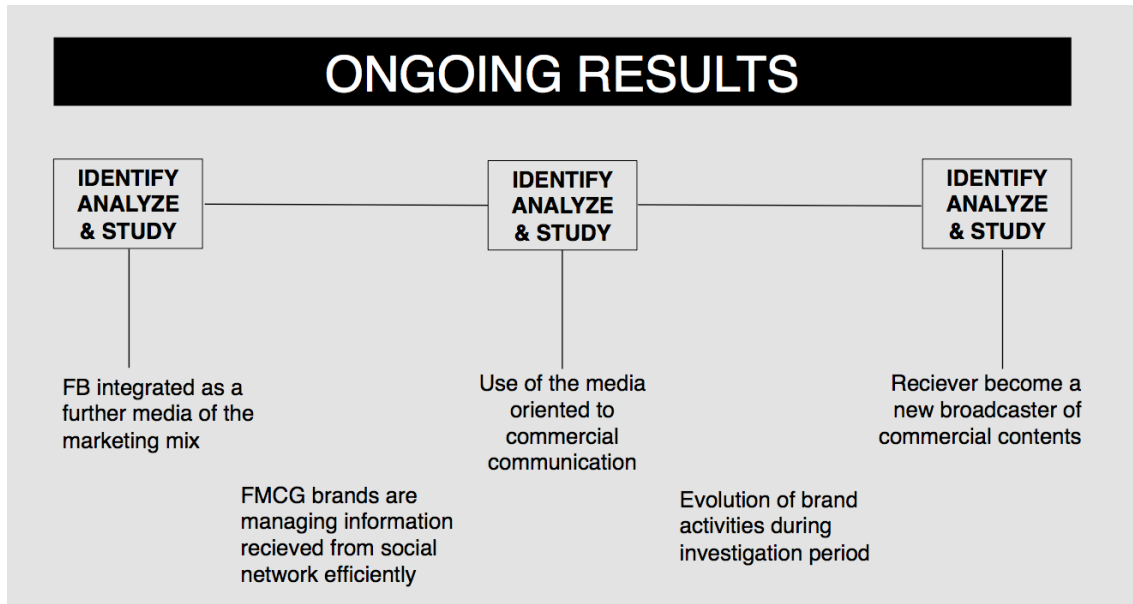 ONGOING RESULTS
IDENTIFY
ANALYZE
& STUDY
IDENTIFY
ANALYZE
& STUDY
IDENTIFY
ANALYZE
& STUDY
FB integrated as a
further media of the
marketing mix
Use of the media
oriented to
commercial
communication
Reciever become a
new broadcaster of
commercial contents
FMCG brands are
managing information
recieved from social
network efficiently
Evolution of brand
activities during
investigation period